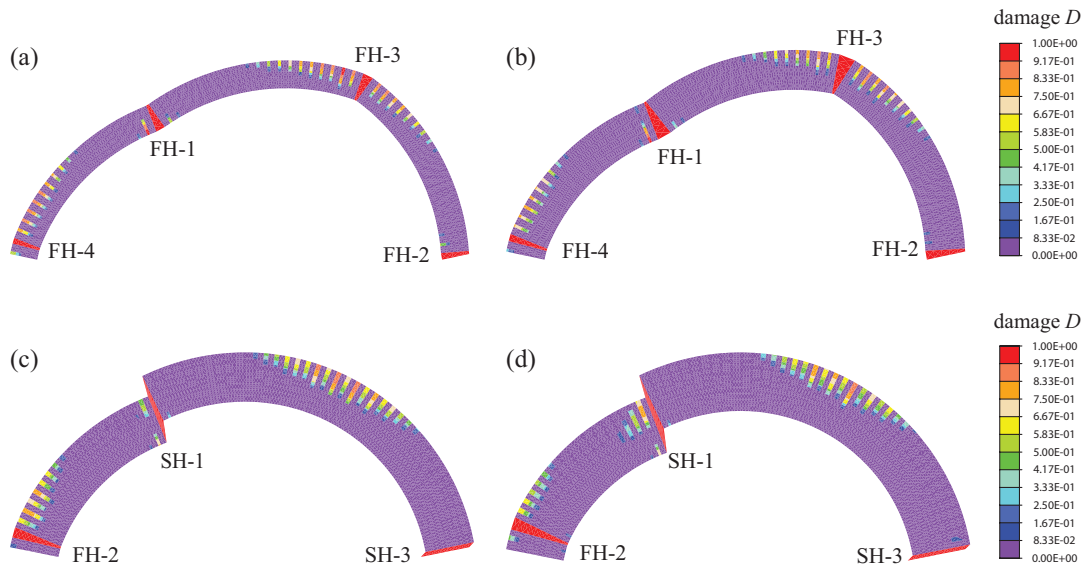 (a)
FH-3
FH-1
FH-4
FH-2
(b)
FH-3
FH-1
FH-4
FH-2
damage D
1.00E+00
9.17E-01
8.33E-01
7.50E-01
6.67E-01
5.83E-01
5.00E-01
4.17E-01
3.33E-01
2.50E-01
1.67E-01
8.33E-02
0.00E+00
(c)
SH-1
FH-2
SH-3
(d)
SH-1
FH-2
SH-3
damage D
1.00E+00
9.17E-01
8.33E-01
7.50E-01
6.67E-01
5.83E-01
5.00E-01
4.17E-01
3.33E-01
2.50E-01
1.67E-01
8.33E-02
0.00E+00